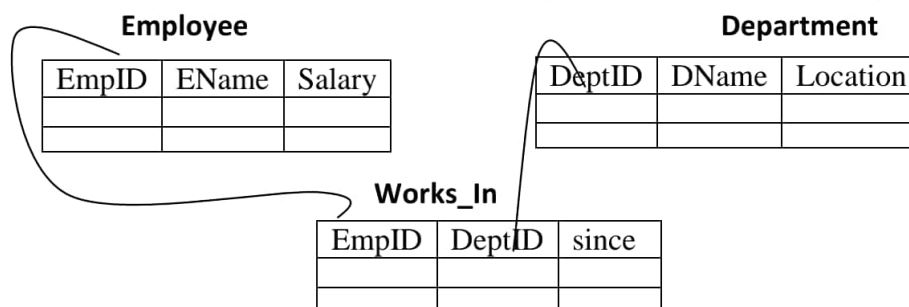 Employee
Department
EmpID EName Salary
DeptID DName Location
Works_In
EmpID DeptID since